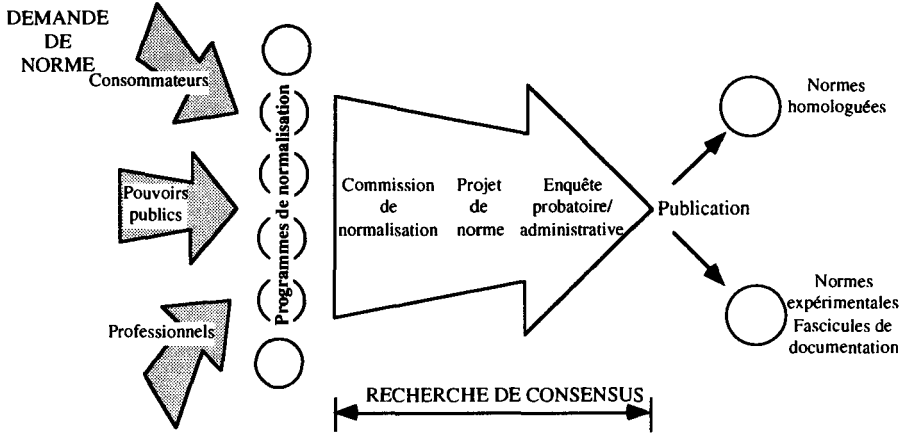 DEMANDE
DE
NORME
Consommateurs
Pouvoirs
publics
Professionnels
Programmes de normalisation
Commission
de
normalisation
Projet
de
norme
Enquête
probatoire/
administrative
Publication
Normes
homologuées
Normes
expérimentales
Fascicules de
documentation
RECHERCHE DE CONSENSUS